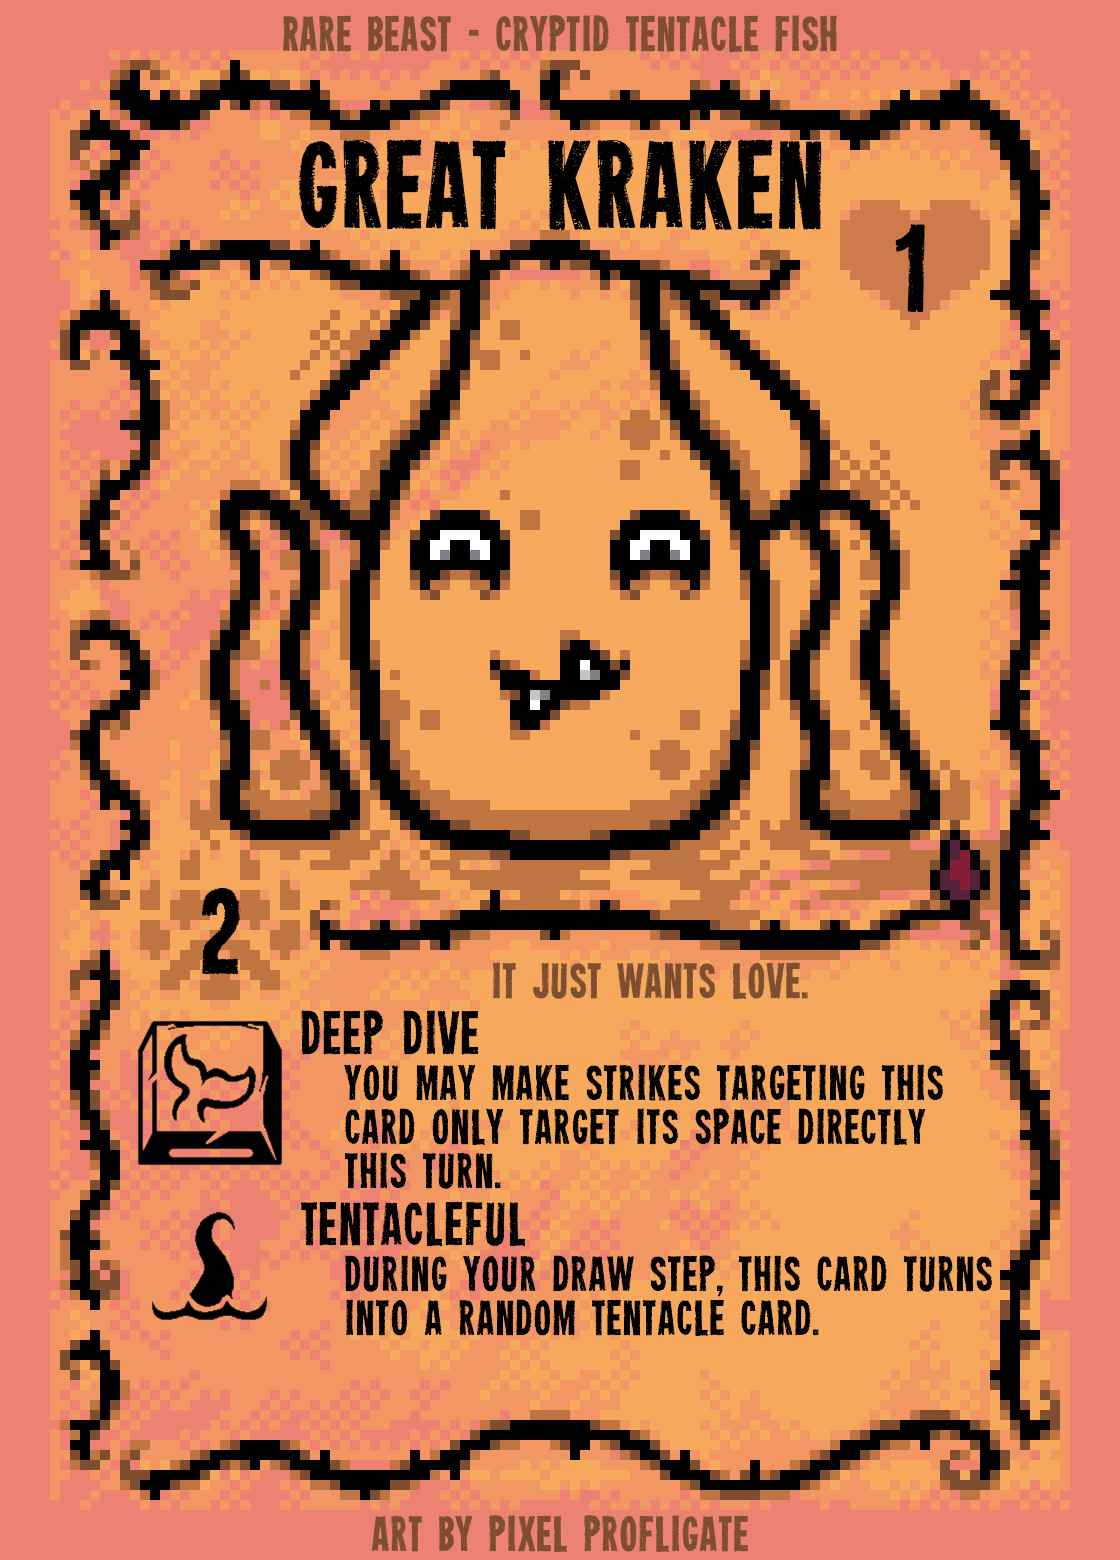 RARE BEAST - CRYPTID TENTACLE FISH
GREAT KRAKEN
1
2
IT JUST WANTS LOVE.
DEEP DIVE
YOU MAY MAKE STRIKES TARGETING THIS
CARD ONLY TARGET ITS SPACE DIRECTLY
THIS TURN.
TENTACLEFUL
DURING YOUR DRAW STEP, THIS CARD TURNS
INTO A RANDOM TENTACLE CARD.
ART BY PIXEL PROFLIGATE